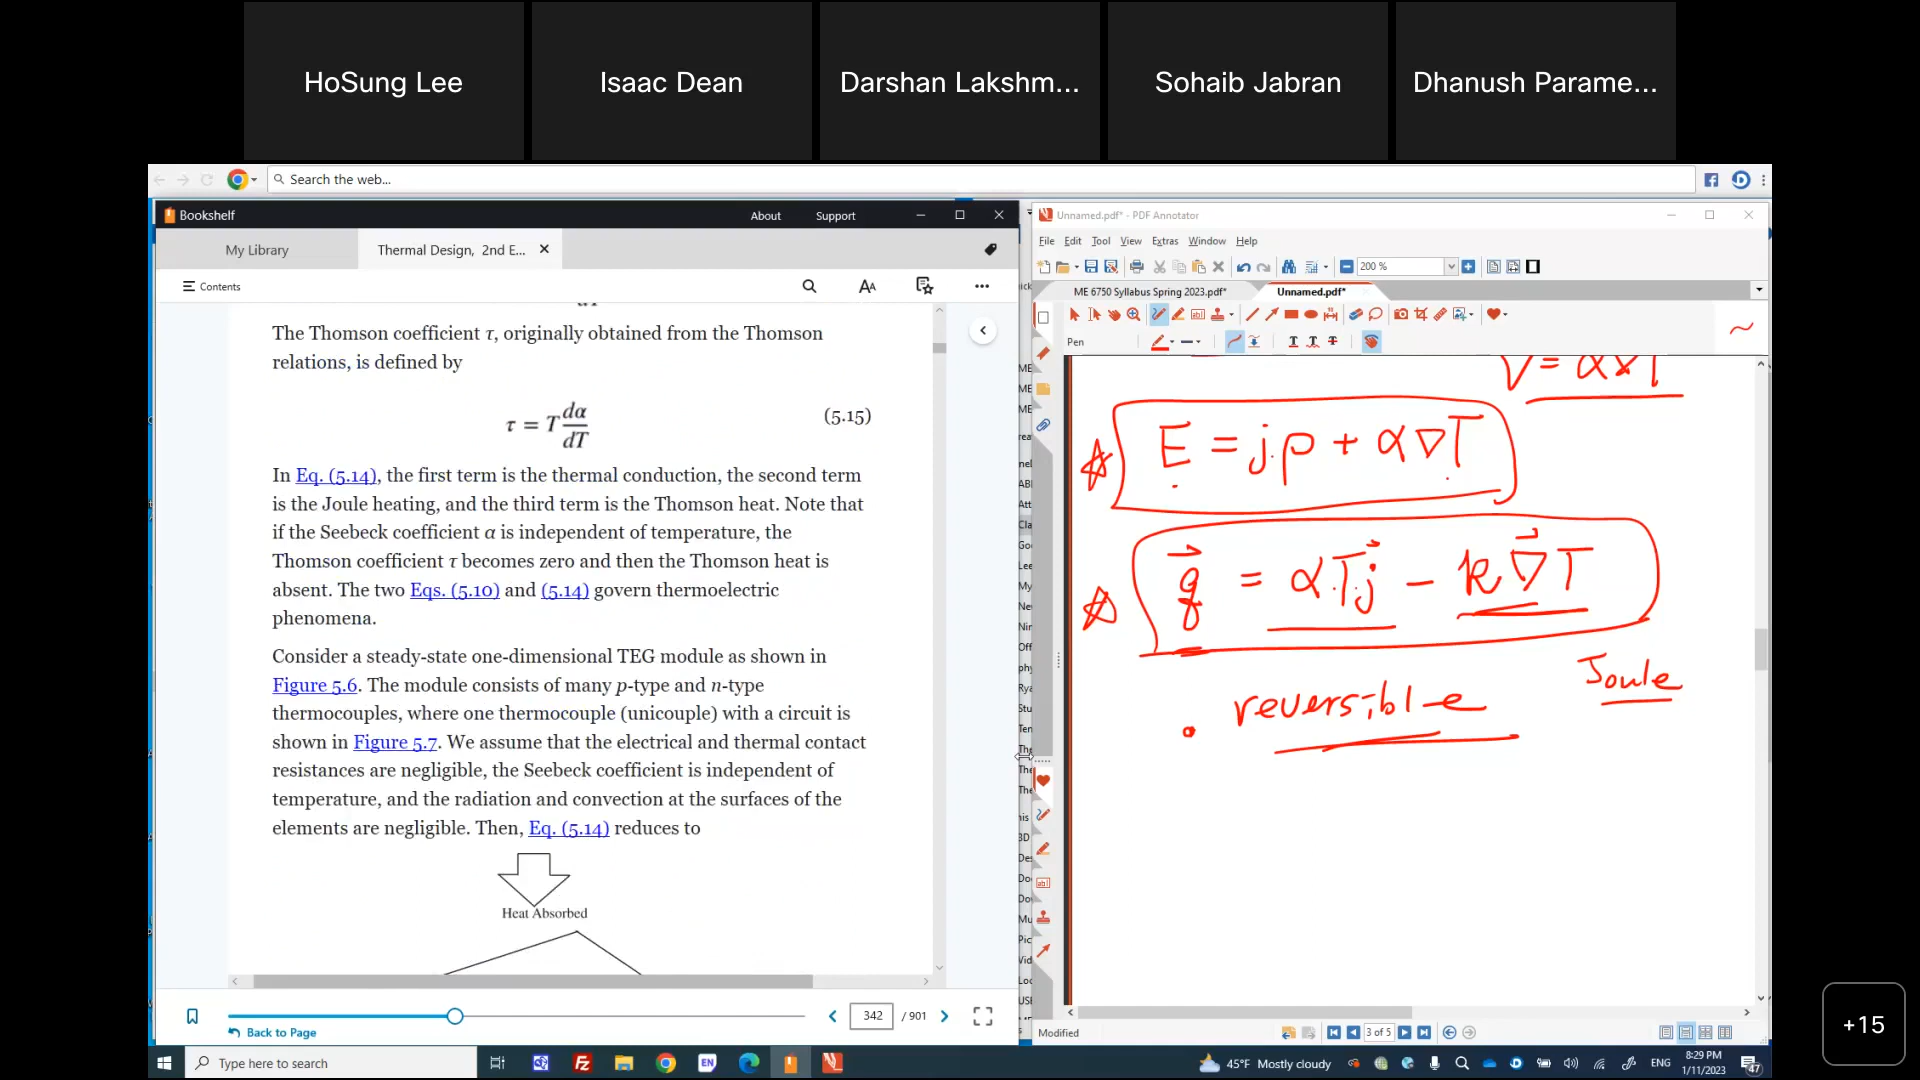 HoSung Lee
Isaac Dean
Darshan Lakshm...
Sohaib Jabran
Dhanush Parame...
Search the web...
Bookshelf
About Support
My Library
Thermal Design, 2nd E...
Contents
The Thomson coefficient τ, originally obtained from the Thomson
relations, is defined by
τ = T dα/dT (5.15)
In Eq. (5.14), the first term is the thermal conduction, the second term
is the Joule heating, and the third term is the Thomson heat. Note that
if the Seebeck coefficient α is independent of temperature, the
Thomson coefficient τ becomes zero and then the Thomson heat is
absent. The two Eqs. (5.10) and (5.14) govern thermoelectric
phenomena.
Consider a steady-state one-dimensional TEG module as shown in
Figure 5.6. The module consists of many p-type and n-type
thermocouples, where one thermocouple (unicouple) with a circuit is
shown in Figure 5.7. We assume that the electrical and thermal contact
resistances are negligible, the Seebeck coefficient is independent of
temperature, and the radiation and convection at the surfaces of the
elements are negligible. Then, Eq. (5.14) reduces to
Heat Absorbed
342 / 901
Back to Page
Unnamed.pdf* - PDF Annotator
File Edit Tool View Extras Window Help
200 %
ME 6750 Syllabus Spring 2023.pdf*
Unnamed.pdf*
Pen
E = j.ρ + α∇T
q = αTj − k∇T
Joule
reversible
Modified
3 of 5
+15
Type here to search
EN
45°F Mostly cloudy
ENG
8:29 PM
1/11/2023
47